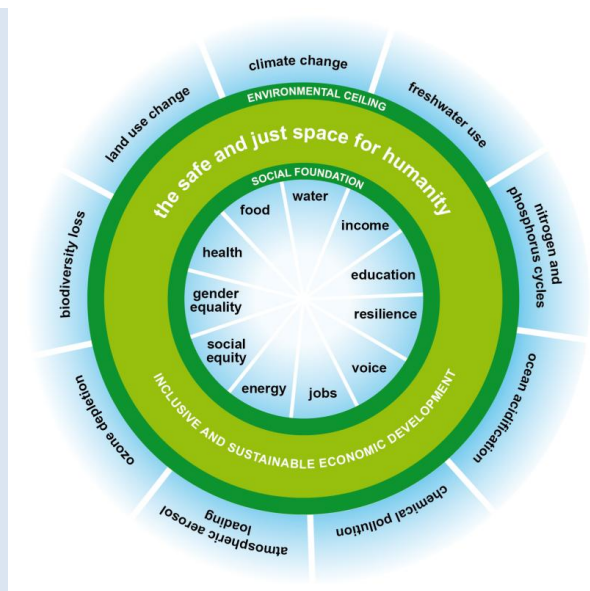 climate change
freshwater use
nitrogen and
phosphorus cycles
ocean acidification
chemical pollution
atmospheric aerosol
loading
ozone depletion
biodiversity loss
land use change
ENVIRONMENTAL CEILING
the safe and just space for humanity
SOCIAL FOUNDATION
water
income
education
resilience
voice
jobs
energy
social
equity
gender
equality
health
food
INCLUSIVE AND SUSTAINABLE ECONOMIC DEVELOPMENT